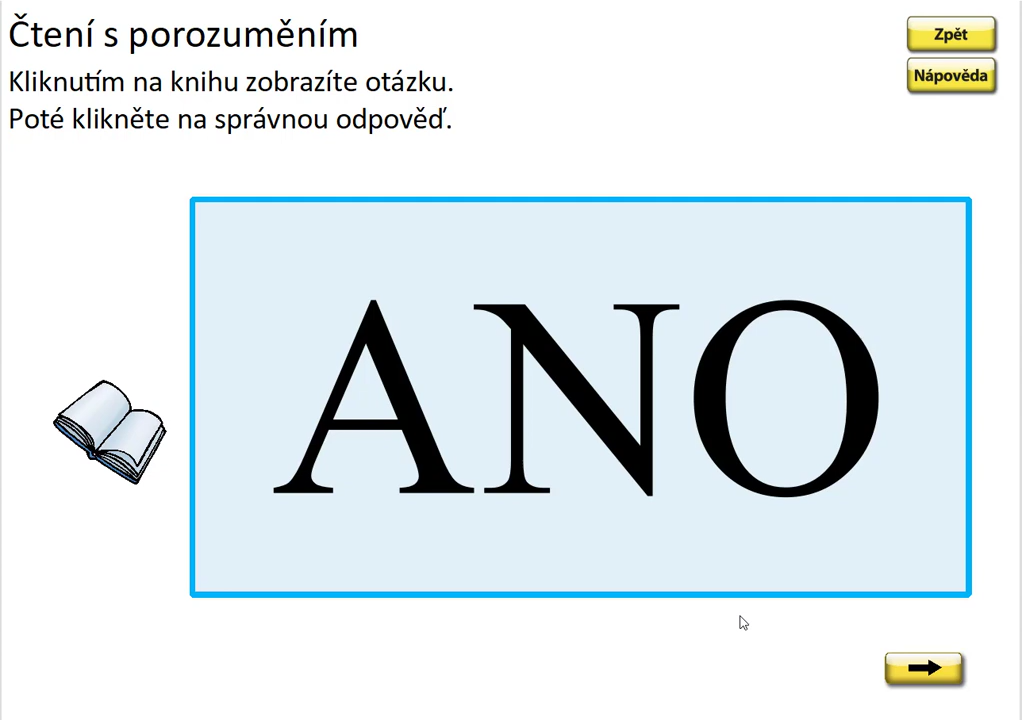 Čtení s porozuměním
Zpět
Nápověda
Kliknutím na knihu zobrazíte otázku.
Poté klikněte na správnou odpověď.
ANO